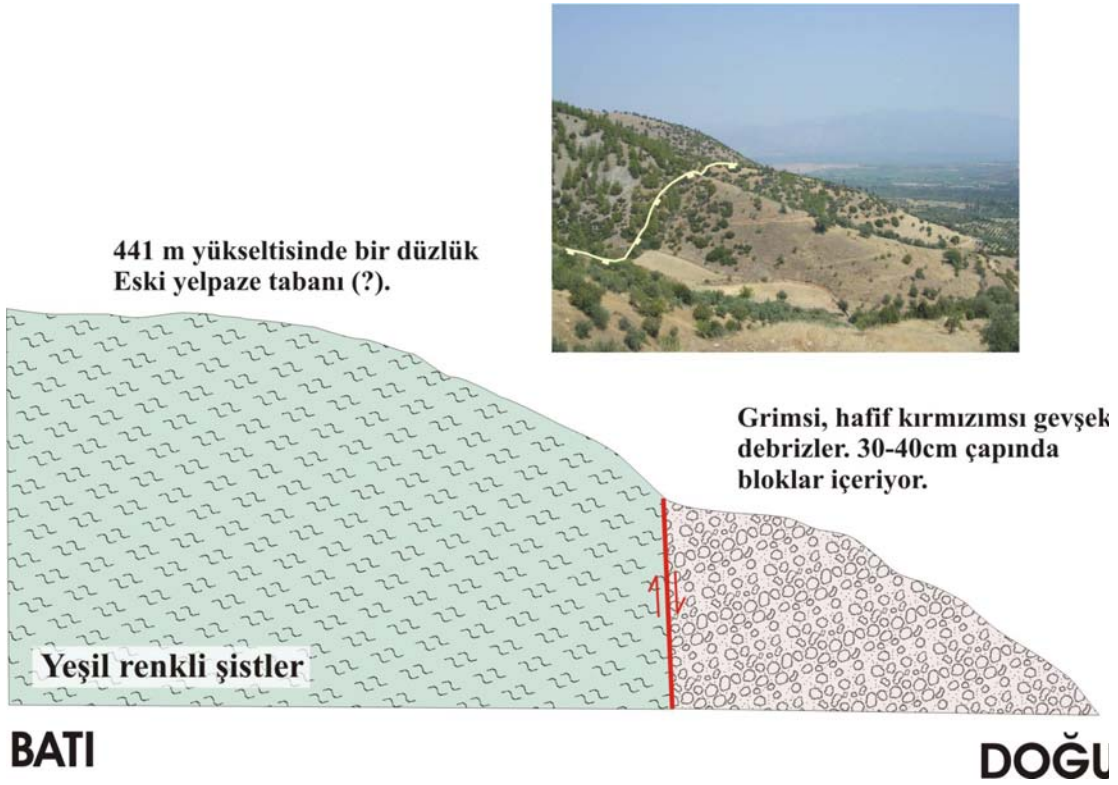 441 m yükseltisinde bir düzlük
Eski yelpaze tabanı (?).
Grimsi, hafif kırmızımsı gevşek
debrizler. 30-40cm çapında
bloklar içeriyor.
Yeşil renkli şistler
BATI
DOĞU